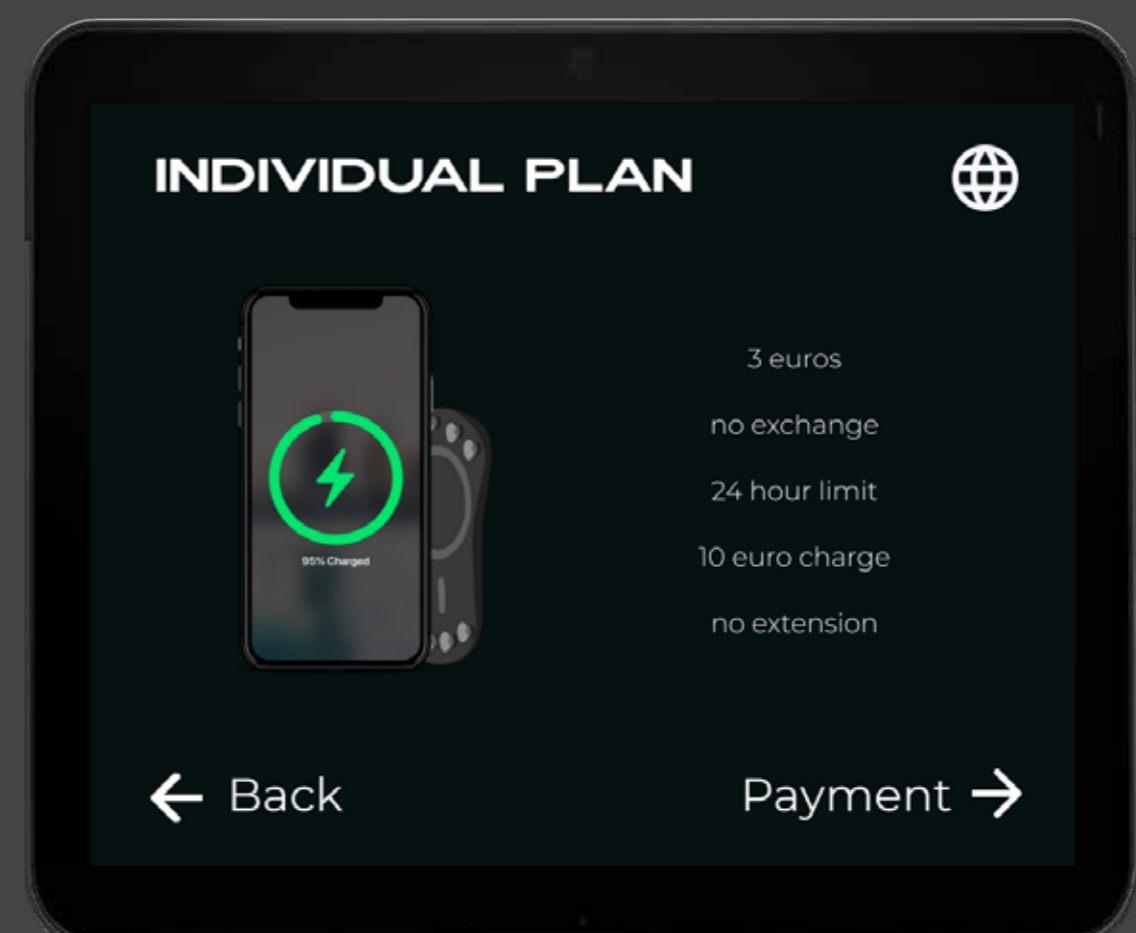 INDIVIDUAL PLAN
95% Charged
3 euros
no exchange
24 hour limit
10 euro charge
no extension
Back
Payment